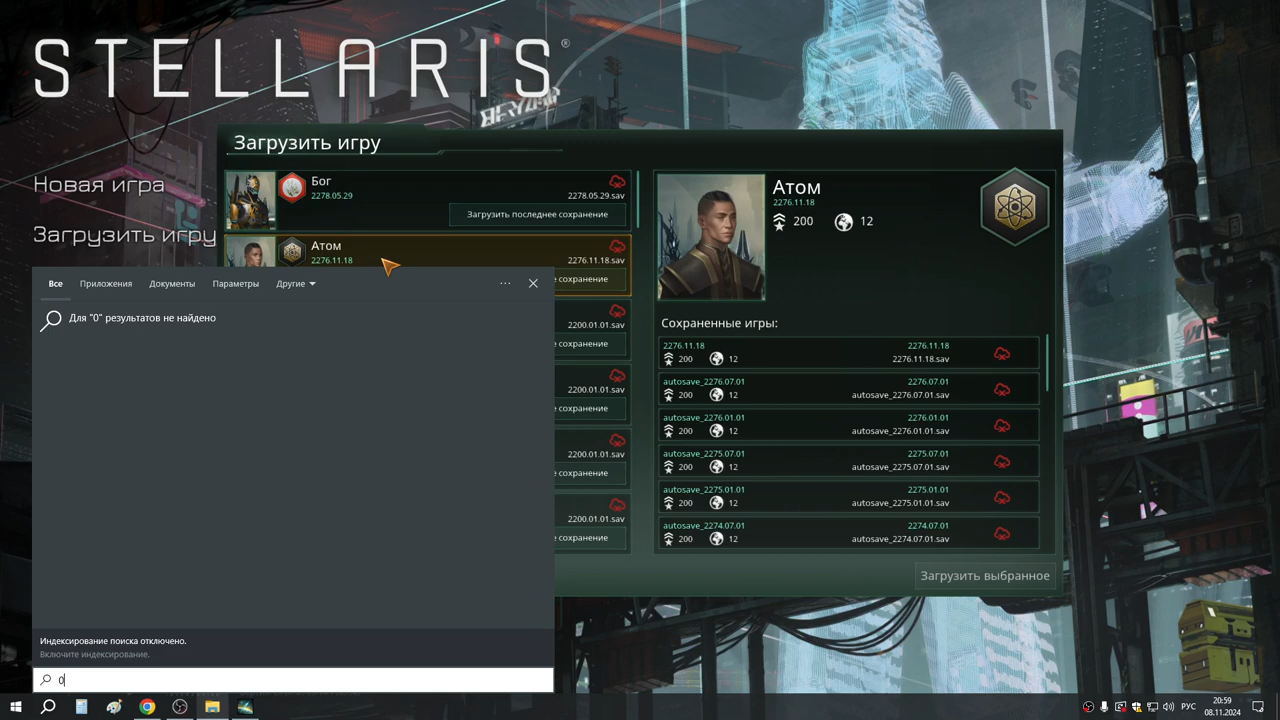 STELLARIS®
Новая игра
Загрузить игру
Загрузить игру
Бог
2278.05.29
2278.05.29.sav
Загрузить последнее сохранение
Атом
2276.11.18
2276.11.18.sav
е сохранение
2200.01.01.sav
е сохранение
2200.01.01.sav
е сохранение
2200.01.01.sav
е сохранение
2200.01.01.sav
е сохранение
Атом
2276.11.18
200 12
Сохраненные игры:
2276.11.18 2276.11.18
200 12 2276.11.18.sav
autosave_2276.07.01 2276.07.01
200 12 autosave_2276.07.01.sav
autosave_2276.01.01 2276.01.01
200 12 autosave_2276.01.01.sav
autosave_2275.07.01 2275.07.01
200 12 autosave_2275.07.01.sav
autosave_2275.01.01 2275.01.01
200 12 autosave_2275.01.01.sav
autosave_2274.07.01 2274.07.01
200 12 autosave_2274.07.01.sav
Загрузить выбранное
Все Приложения Документы Параметры Другие
Для "0" результатов не найдено
Индексирование поиска отключено.
Включите индексирование.
0
РУС
20:59
08.11.2024